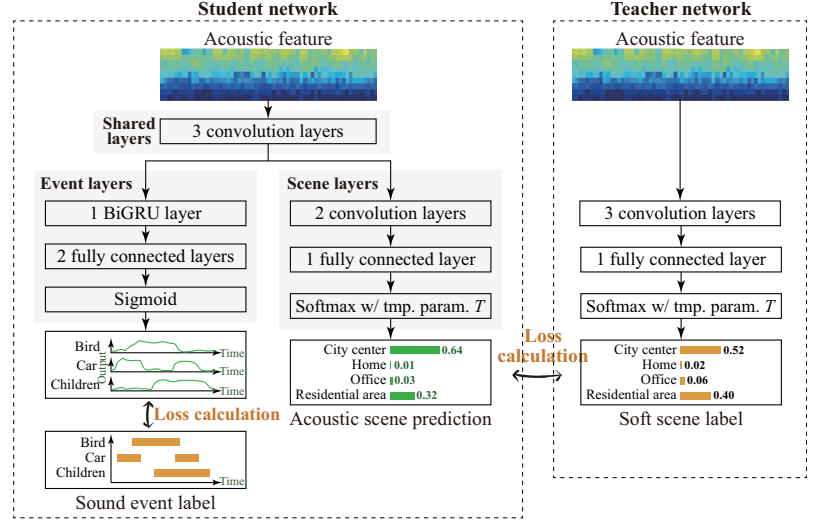 Student network
Teacher network
Acoustic feature
Acoustic feature
Shared
layers
3 convolution layers
Event layers
Scene layers
1 BiGRU layer
2 convolution layers
3 convolution layers
2 fully connected layers
1 fully connected layer
1 fully connected layer
Sigmoid
Softmax w/ tmp. param. T
Softmax w/ tmp. param. T
Output
Bird
Time
Car
Time
Children
Time
City center 0.64
Home 0.01
Office 0.03
Residential area 0.32
Acoustic scene prediction
Loss
calculation
City center 0.52
Home 0.02
Office 0.06
Residential area 0.40
Soft scene label
Loss calculation
Bird
Car
Children
Time
Sound event label